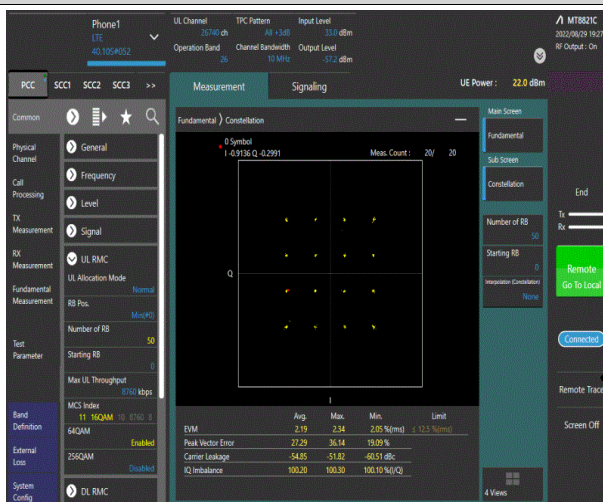 Phone1
LTE
40.105#052
UL Channel
26740 ch
TPC Pattern
All +3dB
Input Level
33.0 dBm
Operation Band
26
Channel Bandwidth
10 MHz
Output Level
-57.2 dBm
MT8821C
2022/08/29 19:27
RF Output : On
PCC SCC1 SCC2 SCC3 >>
Measurement Signaling
UE Power : 22.0 dBm
Common
Physical
Channel
Call
Processing
TX
Measurement
RX
Measurement
Fundamental
Measurement
Test
Parameter
Band
Definition
External
Loss
System
Config
General
Frequency
Level
Signal
UL RMC
UL Allocation Mode
Normal
RB Pos.
Min(#0)
Number of RB
50
Starting RB
0
Max UL Throughput
8760 kbps
MCS Index
11 16QAM 10 8760 8
64QAM
Enabled
256QAM
Disabled
DL RMC
Fundamental ⟩ Constellation
0 Symbol
I -0.9136 Q -0.2991
Meas. Count : 20/ 20
Q
I
Avg. Max. Min. Limit
EVM 2.19 2.34 2.05 %(rms) ≤ 12.5 %(rms)
Peak Vector Error 27.29 36.14 19.09 %
Carrier Leakage -54.85 -51.82 -60.51 dBc
IQ Imbalance 100.20 100.30 100.10 %(I/Q)
Main Screen
Fundamental
Sub Screen
Constellation
Number of RB
50
Starting RB
0
Interpolation (Constellation)
None
4 Views
End
Tx
Rx
Remote
Go To Local
Connected
Remote Trace
Screen Off